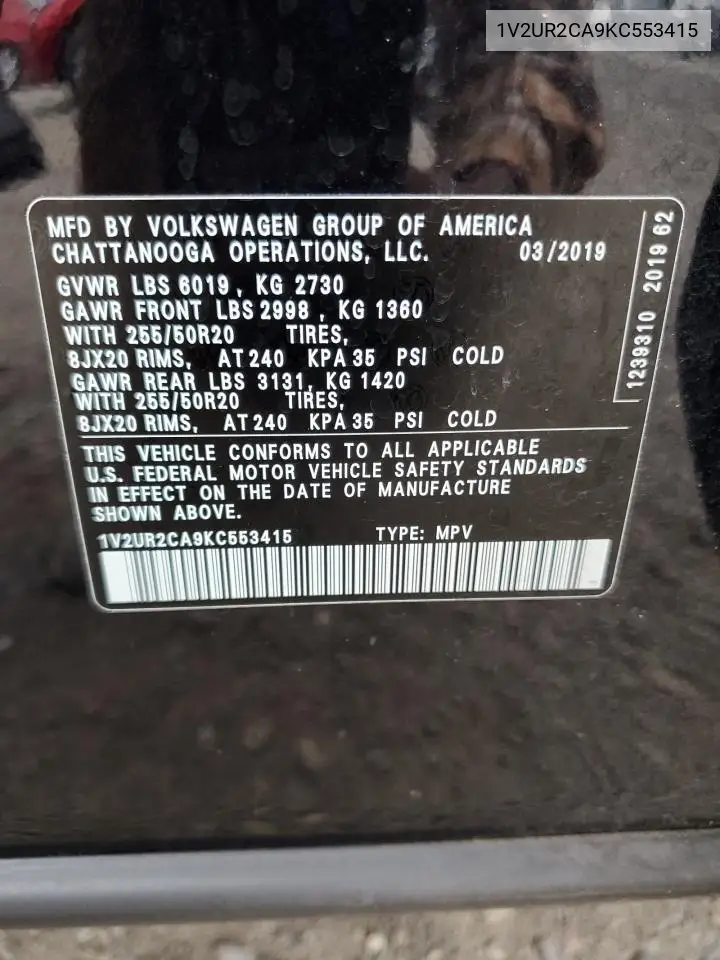 1V2UR2CA9KC553415
MFD BY VOLKSWAGEN GROUP OF AMERICA
CHATTANOOGA OPERATIONS, LLC. 03/2019
GVWR LBS 6019, KG 2730
GAWR FRONT LBS 2998, KG 1360
WITH 255/50R20 TIRES,
8JX20 RIMS, AT 240 KPA 35 PSI COLD
GAWR REAR LBS 3131, KG 1420
WITH 255/50R20 TIRES,
8JX20 RIMS, AT 240 KPA 35 PSI COLD
THIS VEHICLE CONFORMS TO ALL APPLICABLE
U.S. FEDERAL MOTOR VEHICLE SAFETY STANDARDS
IN EFFECT ON THE DATE OF MANUFACTURE
SHOWN ABOVE.
1V2UR2CA9KC553415 TYPE: MPV
1239310 2019 62